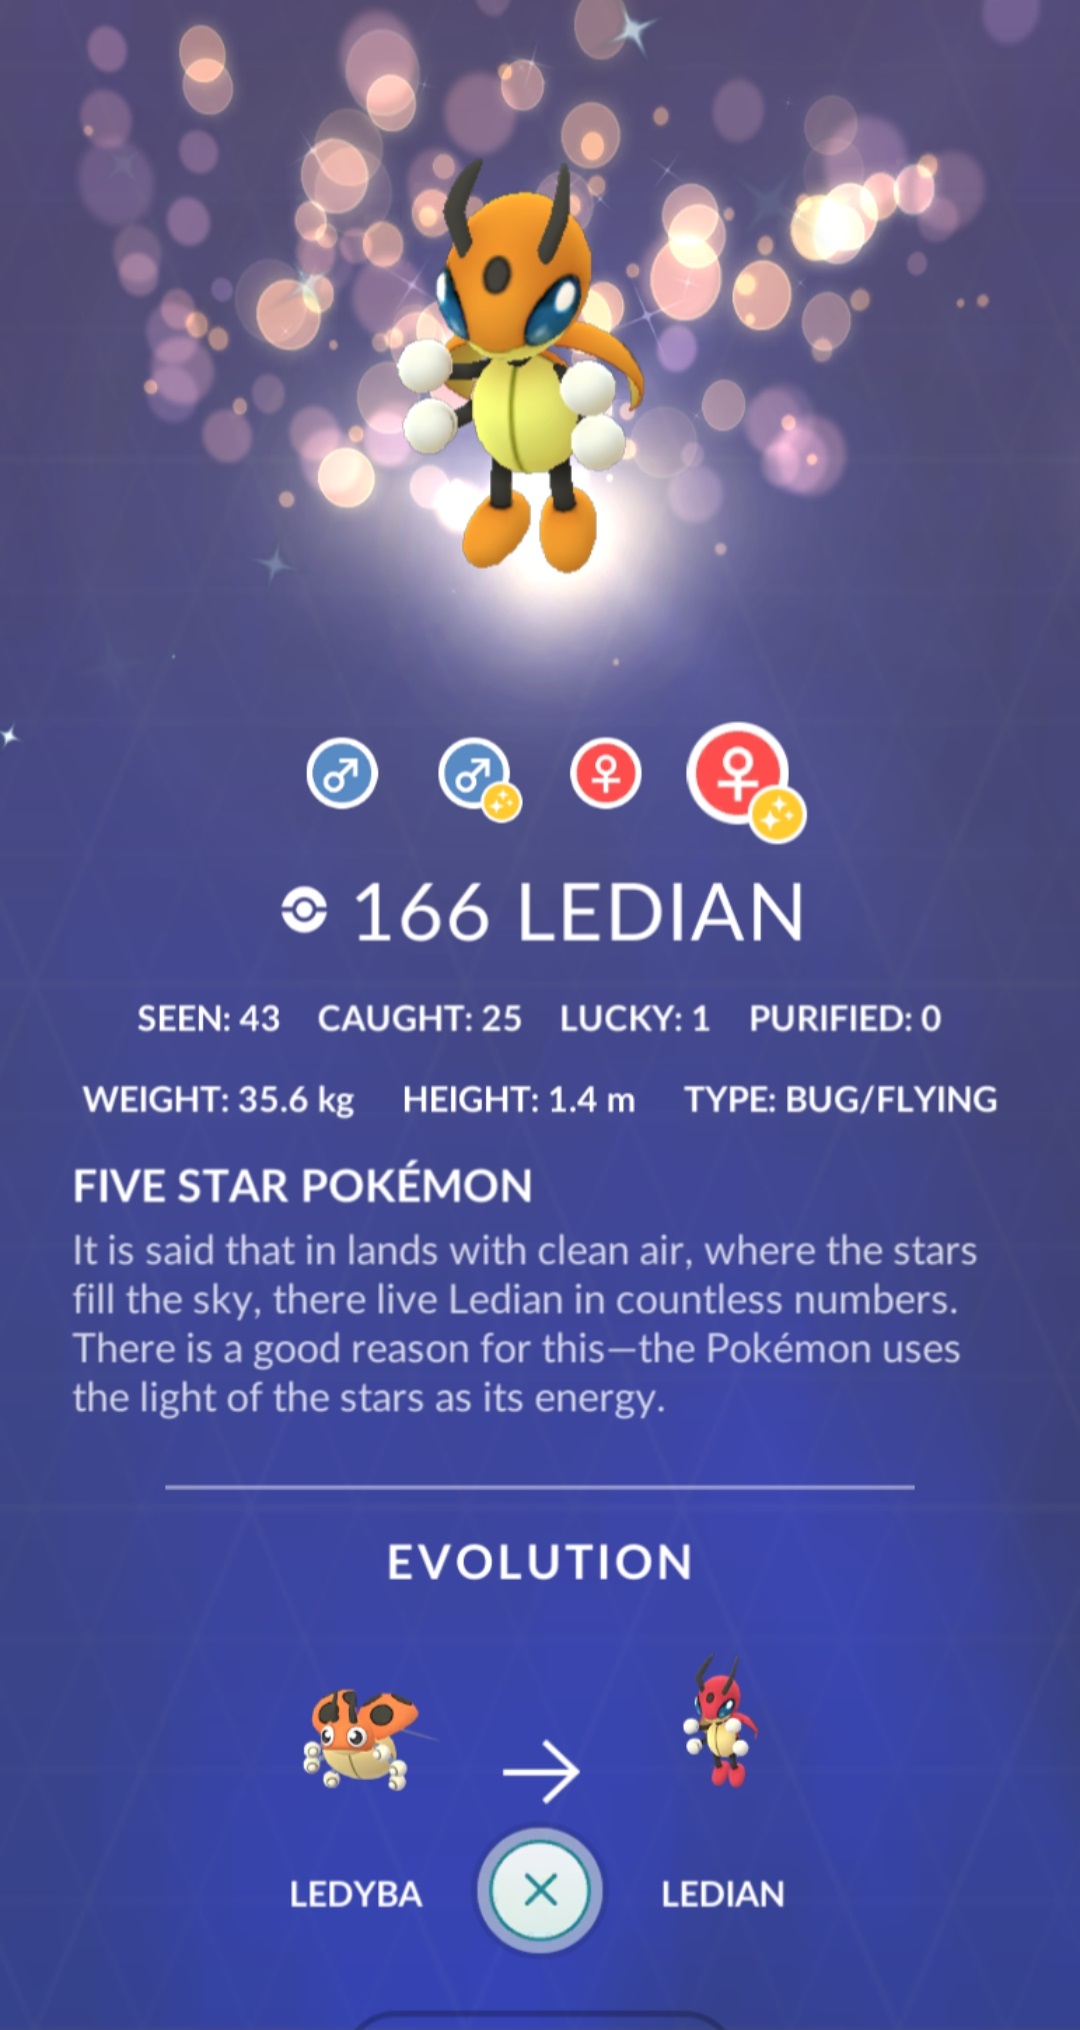 166 LEDIAN
SEEN: 43 CAUGHT: 25 LUCKY: 1 PURIFIED: 0
WEIGHT: 35.6 kg HEIGHT: 1.4 m TYPE: BUG/FLYING
FIVE STAR POKÉMON
It is said that in lands with clean air, where the stars
fill the sky, there live Ledian in countless numbers.
There is a good reason for this—the Pokémon uses
the light of the stars as its energy.
EVOLUTION
LEDYBA LEDIAN